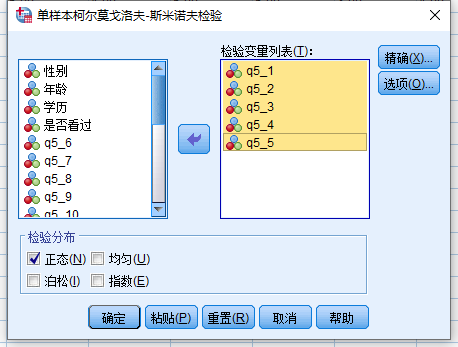 单样本柯尔莫戈洛夫-斯米诺夫检验
检验变量列表(T)：
性别
年龄
学历
是否看过
q5_6
q5_7
q5_8
q5_9
q5_10
q5_1
q5_2
q5_3
q5_4
q5_5
精确(X)...
选项(O)...
检验分布
正态(N) 均匀(U)
泊松(I) 指数(E)
确定 粘贴(P) 重置(R) 取消 帮助